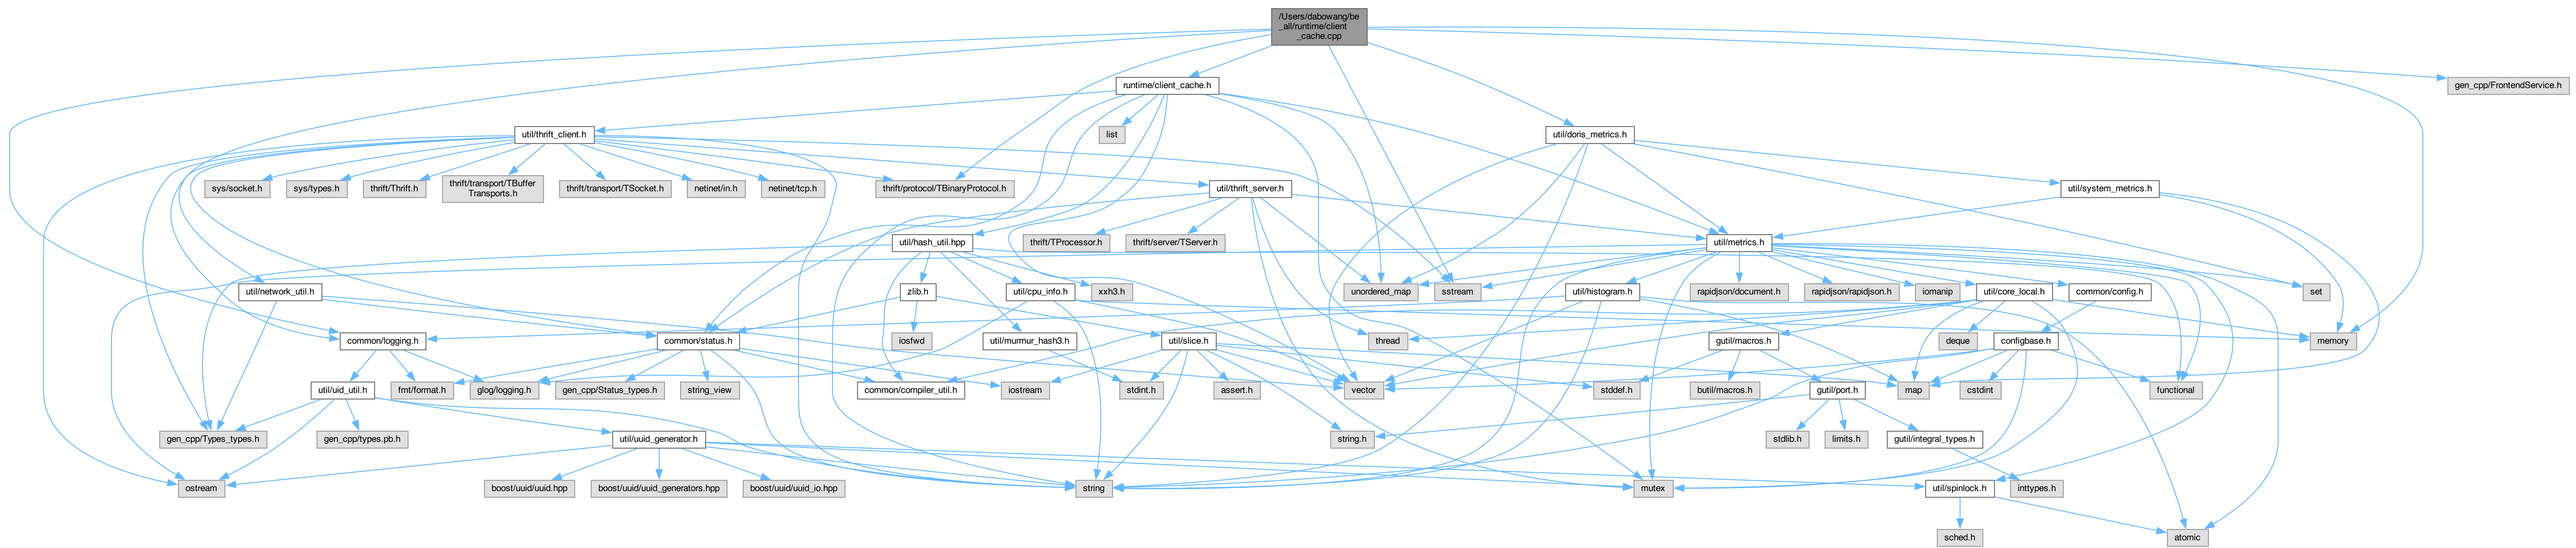 /Users/dabowang/be
_all/runtime/client
_cache.cpp
runtime/client_cache.h
gen_cpp/FrontendService.h
util/thrift_client.h
list
util/doris_metrics.h
sys/socket.h
sys/types.h
thrift/Thrift.h
thrift/transport/TBuffer
Transports.h
thrift/transport/TSocket.h
netinet/in.h
netinet/tcp.h
thrift/protocol/TBinaryProtocol.h
util/thrift_server.h
util/system_metrics.h
util/hash_util.hpp
thrift/TProcessor.h
thrift/server/TServer.h
util/metrics.h
util/network_util.h
zlib.h
util/cpu_info.h
xxh3.h
unordered_map
sstream
util/histogram.h
rapidjson/document.h
rapidjson/rapidjson.h
iomanip
util/core_local.h
common/config.h
set
common/logging.h
common/status.h
iosfwd
util/murmur_hash3.h
util/slice.h
thread
gutil/macros.h
deque
configbase.h
memory
util/uid_util.h
fmt/format.h
glog/logging.h
gen_cpp/Status_types.h
string_view
common/compiler_util.h
iostream
stdint.h
assert.h
vector
stddef.h
butil/macros.h
gutil/port.h
map
cstdint
functional
gen_cpp/Types_types.h
gen_cpp/types.pb.h
util/uuid_generator.h
string.h
stdlib.h
limits.h
gutil/integral_types.h
ostream
boost/uuid/uuid.hpp
boost/uuid/uuid_generators.hpp
boost/uuid/uuid_io.hpp
string
mutex
util/spinlock.h
inttypes.h
sched.h
atomic